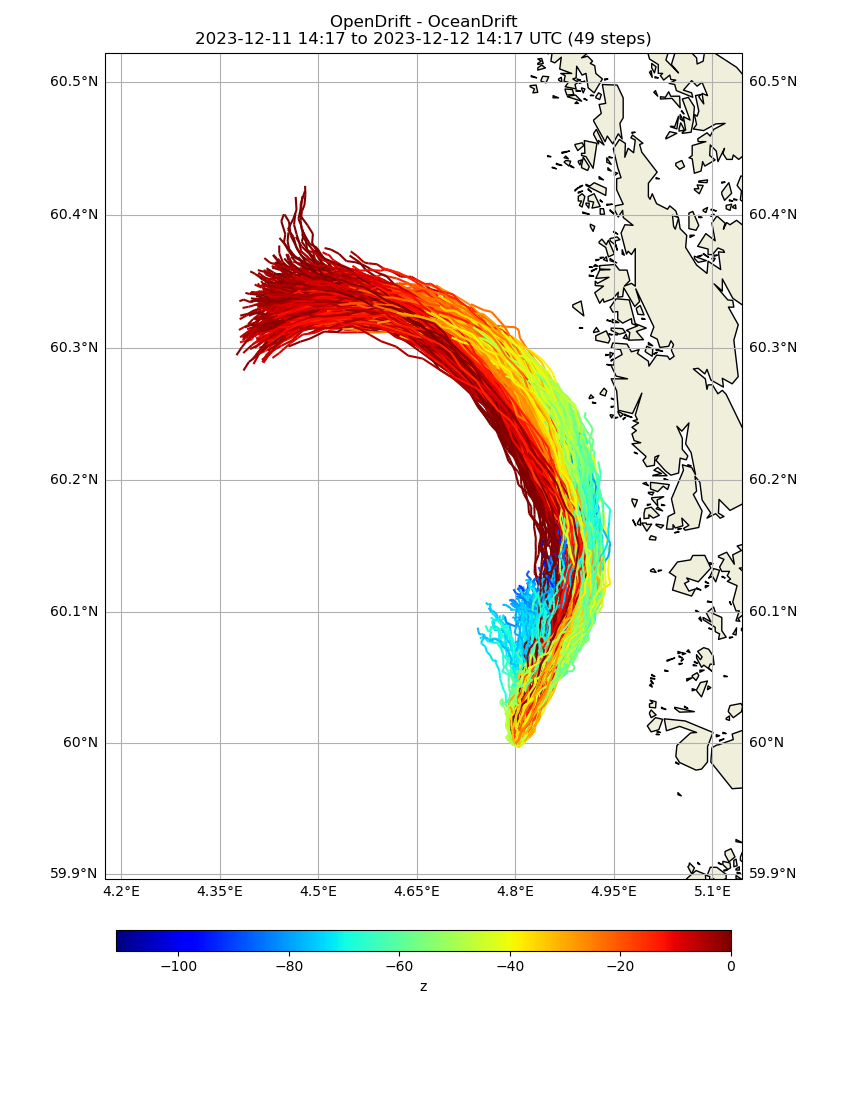 OpenDrift - OceanDrift
2023-12-11 14:17 to 2023-12-12 14:17 UTC (49 steps)
60.5°N 60.5°N
60.4°N 60.4°N
60.3°N 60.3°N
60.2°N 60.2°N
60.1°N 60.1°N
60°N 60°N
59.9°N 59.9°N
4.2°E 4.35°E 4.5°E 4.65°E 4.8°E 4.95°E 5.1°E
−100 −80 −60 −40 −20 0
z